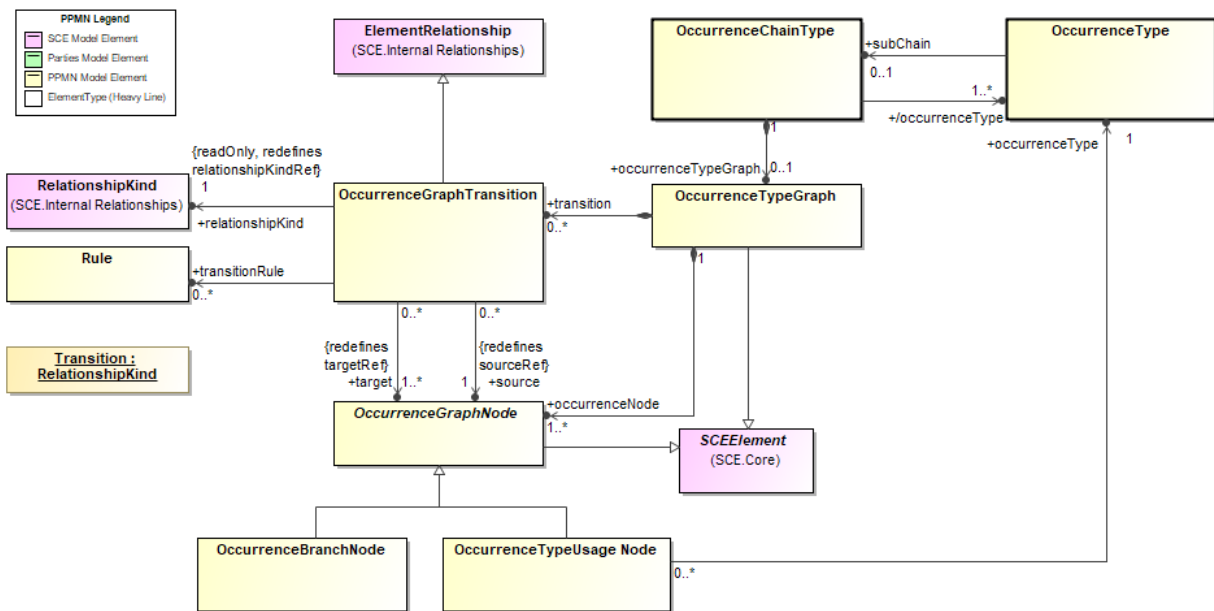 PPMN Legend
SCE Model Element
Parties Model Element
PPMN Model Element
ElementType (Heavy Line)
ElementRelationship
(SCE.Internal Relationships)
OccurrenceChainType
+subChain
0..1
OccurrenceType
1..*
+/occurrenceType
+occurrenceType
1
1
0..1
+occurrenceTypeGraph
{readOnly, redefines
relationshipKindRef}
1
RelationshipKind
(SCE.Internal Relationships)
+relationshipKind
OccurrenceGraphTransition
+transition
0..*
OccurrenceTypeGraph
1
Rule
+transitionRule
0..*
0..*
0..*
Transition :
RelationshipKind
{redefines
targetRef}
+target
1..*
{redefines
sourceRef}
1
+source
OccurrenceGraphNode
+occurrenceNode
1..*
SCEElement
(SCE.Core)
OccurrenceBranchNode
OccurrenceTypeUsage Node
0..*